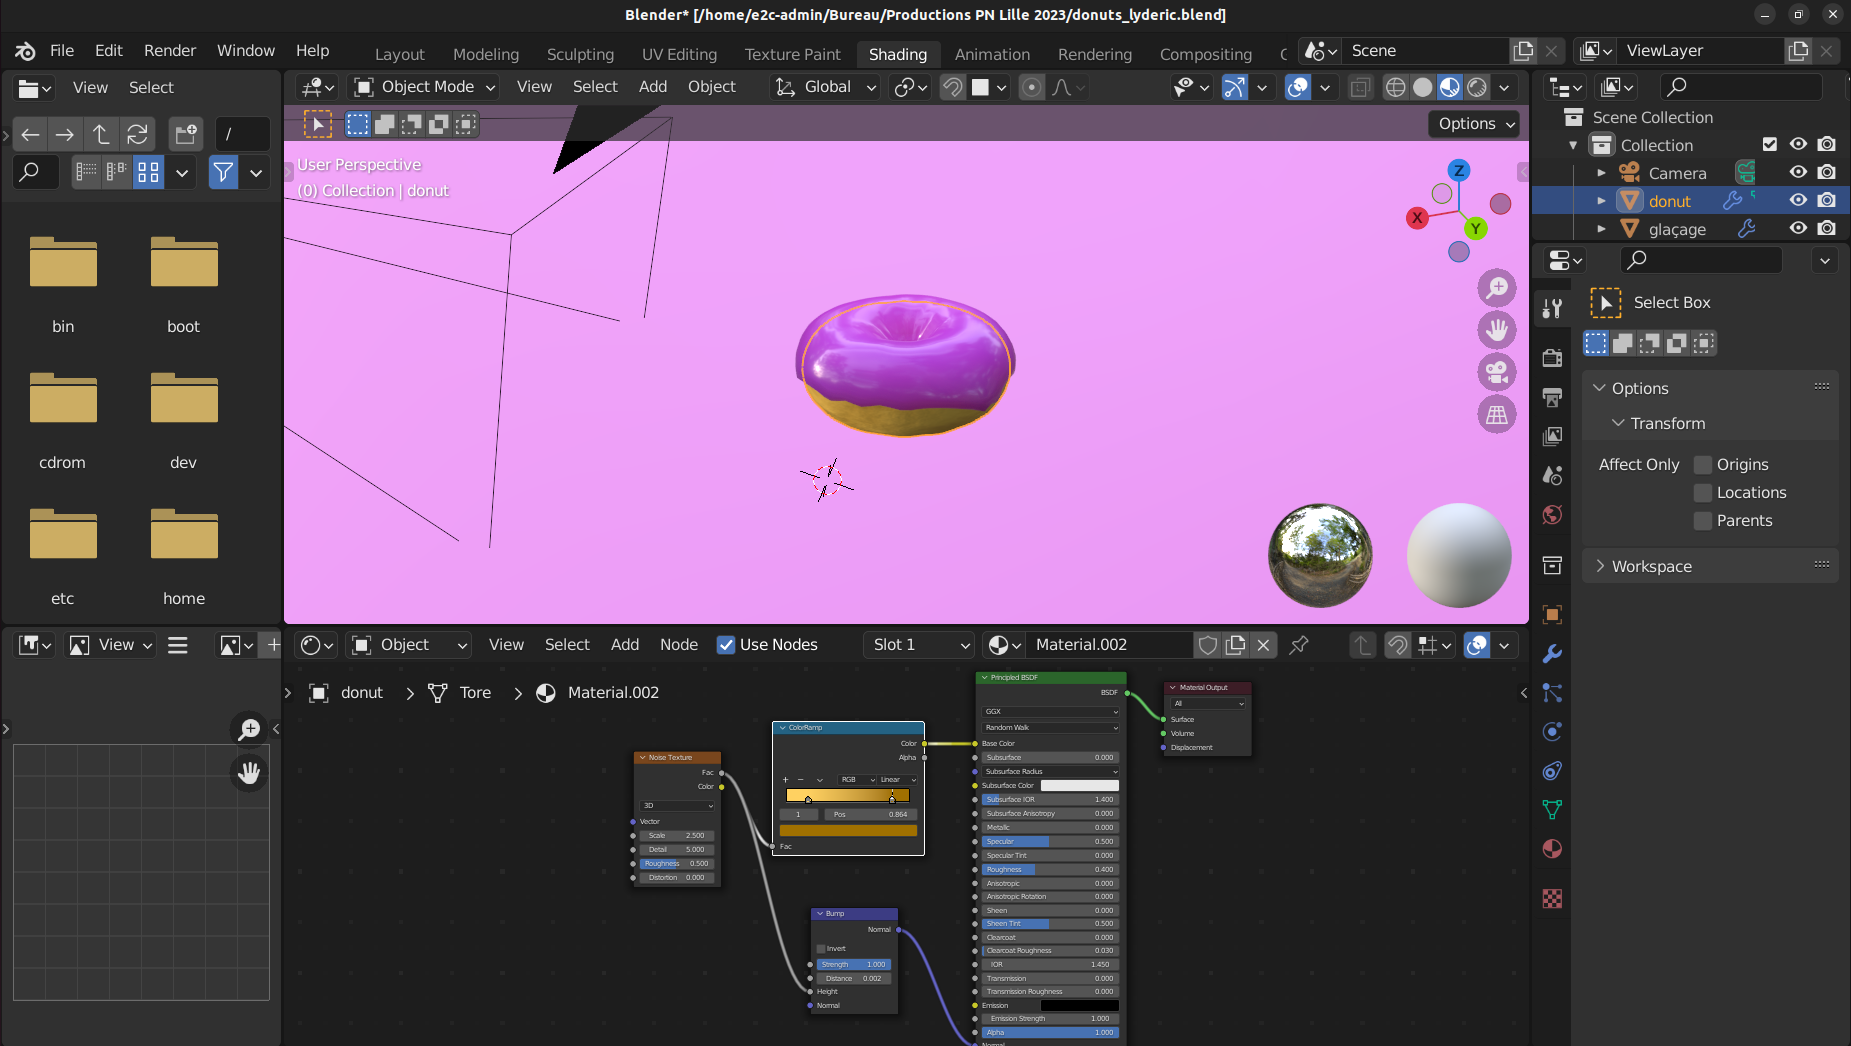 Blender* [/home/e2c-admin/Bureau/Productions PN Lille 2023/donuts_lyderic.blend]
File Edit Render Window Help Layout Modeling Sculpting UV Editing Texture Paint Shading Animation Rendering Compositing Scene ViewLayer
View Select Object Mode View Select Add Object Global
/ Options
User Perspective
(0) Collection | donut
Z
X
Y
Scene Collection
Collection
Camera
donut
glaçage
Select Box
Options
Transform
Affect Only Origins
Locations
Parents
Workspace
bin boot
cdrom dev
etc home
View Object View Select Add Node Use Nodes Slot 1 Material.002
donut > Tore > Material.002
Noise Texture
Fac
Color
3D
Vector
Scale 2.500
Detail 5.000
Roughness 0.500
Distortion 0.000
ColorRamp
Color
Alpha
+ − RGB Linear
1 Pos 0.864
Fac
Bump
Normal
Invert
Strength 1.000
Distance 0.002
Height
Normal
Principled BSDF
BSDF
GGX
Random Walk
Base Color
Subsurface 0.000
Subsurface Radius
Subsurface Color
Subsurface IOR 1.400
Subsurface Anisotropy 0.000
Metallic 0.000
Specular 0.500
Specular Tint 0.000
Roughness 0.400
Anisotropic 0.000
Anisotropic Rotation 0.000
Sheen 0.000
Sheen Tint 0.500
Clearcoat 0.000
Clearcoat Roughness 0.030
IOR 1.450
Transmission 0.000
Transmission Roughness 0.000
Emission
Emission Strength 1.000
Alpha 1.000
Material Output
All
Surface
Volume
Displacement